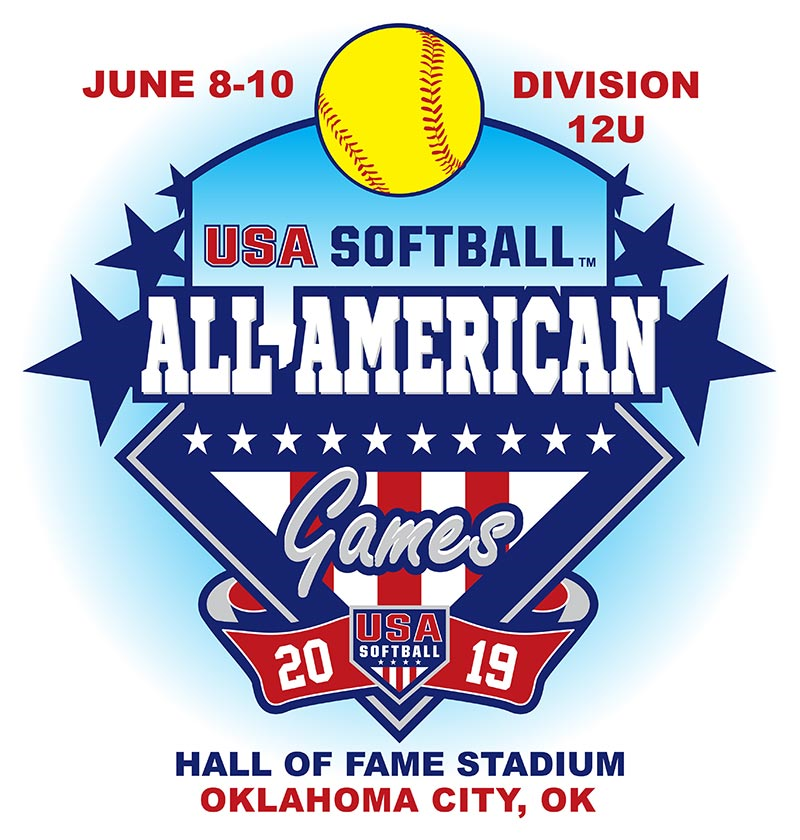 JUNE 8-10
DIVISION
12U
USA SOFTBALL™
ALL-AMERICAN
Games
USA
SOFTBALL
20 19
HALL OF FAME STADIUM
OKLAHOMA CITY, OK